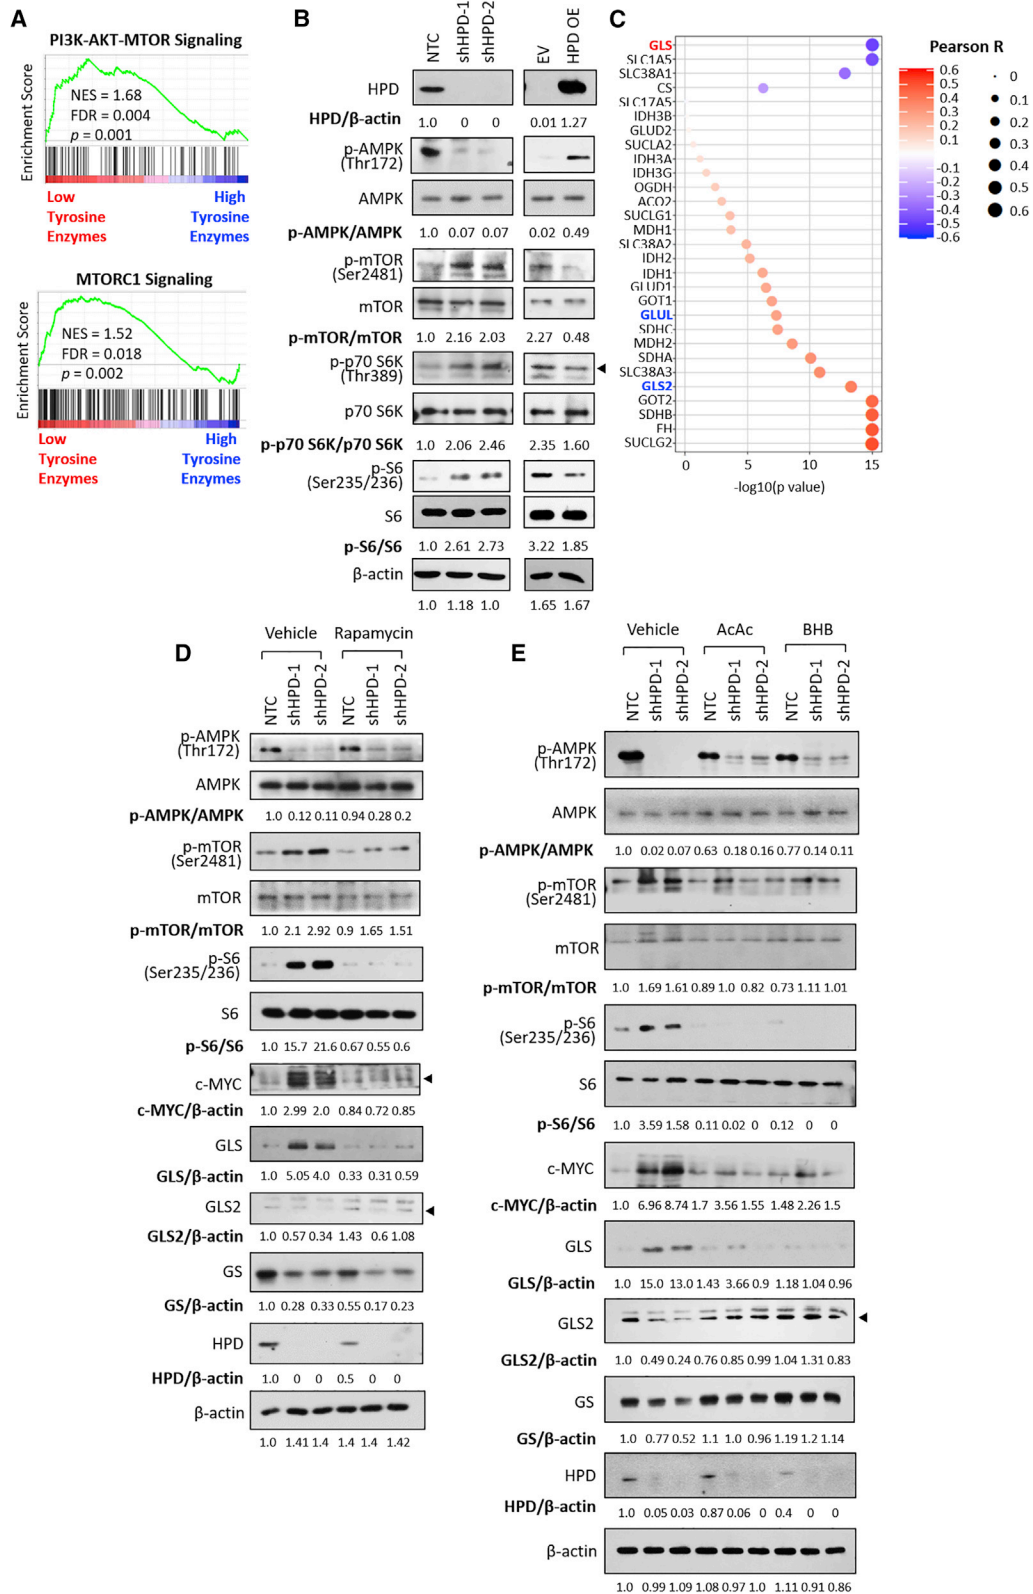 A
PI3K-AKT-MTOR Signaling
Enrichment Score
NES = 1.68
FDR = 0.004
p = 0.001
Low
Tyrosine
Enzymes
High
Tyrosine
Enzymes
MTORC1 Signaling
Enrichment Score
NES = 1.52
FDR = 0.018
p = 0.002
Low
Tyrosine
Enzymes
High
Tyrosine
Enzymes
B
NTC shHPD-1 shHPD-2 EV HPD OE
HPD
HPD/β-actin 1.0 0 0 0.01 1.27
p-AMPK
(Thr172)
AMPK
p-AMPK/AMPK 1.0 0.07 0.07 0.02 0.49
p-mTOR
(Ser2481)
mTOR
p-mTOR/mTOR 1.0 2.16 2.03 2.27 0.48
p-p70 S6K
(Thr389)
p70 S6K
p-p70 S6K/p70 S6K 1.0 2.06 2.46 2.35 1.60
p-S6
(Ser235/236)
S6
p-S6/S6 1.0 2.61 2.73 3.22 1.85
β-actin
1.0 1.18 1.0 1.65 1.67
C
GLS
SLC1A5
SLC38A1
CS
SLC17A5
IDH3B
GLUD2
SUCLA2
IDH3A
IDH3G
OGDH
ACO2
SUCLG1
MDH1
SLC38A2
IDH2
IDH1
GLUD1
GOT1
GLUL
SDHC
MDH2
SDHA
SLC38A3
GLS2
GOT2
SDHB
FH
SUCLG2
0 5 10 15
-log10(p value)
Pearson R
0.6
0.5
0.4
0.3
0.2
0.1
-0.1
-0.2
-0.3
-0.4
-0.5
-0.6
0
0.1
0.2
0.3
0.4
0.5
0.6
D
Vehicle Rapamycin
NTC shHPD-1 shHPD-2 NTC shHPD-1 shHPD-2
p-AMPK
(Thr172)
AMPK
p-AMPK/AMPK 1.0 0.12 0.11 0.94 0.28 0.2
p-mTOR
(Ser2481)
mTOR
p-mTOR/mTOR 1.0 2.1 2.92 0.9 1.65 1.51
p-S6
(Ser235/236)
S6
p-S6/S6 1.0 15.7 21.6 0.67 0.55 0.6
c-MYC
c-MYC/β-actin 1.0 2.99 2.0 0.84 0.72 0.85
GLS
GLS/β-actin 1.0 5.05 4.0 0.33 0.31 0.59
GLS2
GLS2/β-actin 1.0 0.57 0.34 1.43 0.6 1.08
GS
GS/β-actin 1.0 0.28 0.33 0.55 0.17 0.23
HPD
HPD/β-actin 1.0 0 0 0.5 0 0
β-actin
1.0 1.41 1.4 1.4 1.4 1.42
E
Vehicle AcAc BHB
NTC shHPD-1 shHPD-2 NTC shHPD-1 shHPD-2 NTC shHPD-1 shHPD-2
p-AMPK
(Thr172)
AMPK
p-AMPK/AMPK 1.0 0.02 0.07 0.63 0.18 0.16 0.77 0.14 0.11
p-mTOR
(Ser2481)
mTOR
p-mTOR/mTOR 1.0 1.69 1.61 0.89 1.0 0.82 0.73 1.11 1.01
p-S6
(Ser235/236)
S6
p-S6/S6 1.0 3.59 1.58 0.11 0.02 0 0.12 0 0
c-MYC
c-MYC/β-actin 1.0 6.96 8.74 1.7 3.56 1.55 1.48 2.26 1.5
GLS
GLS/β-actin 1.0 15.0 13.0 1.43 3.66 0.9 1.18 1.04 0.96
GLS2
GLS2/β-actin 1.0 0.49 0.24 0.76 0.85 0.99 1.04 1.31 0.83
GS
GS/β-actin 1.0 0.77 0.52 1.1 1.0 0.96 1.19 1.2 1.14
HPD
HPD/β-actin 1.0 0.05 0.03 0.87 0.06 0 0.4 0 0
β-actin
1.0 0.99 1.09 1.08 0.97 1.0 1.11 0.91 0.86